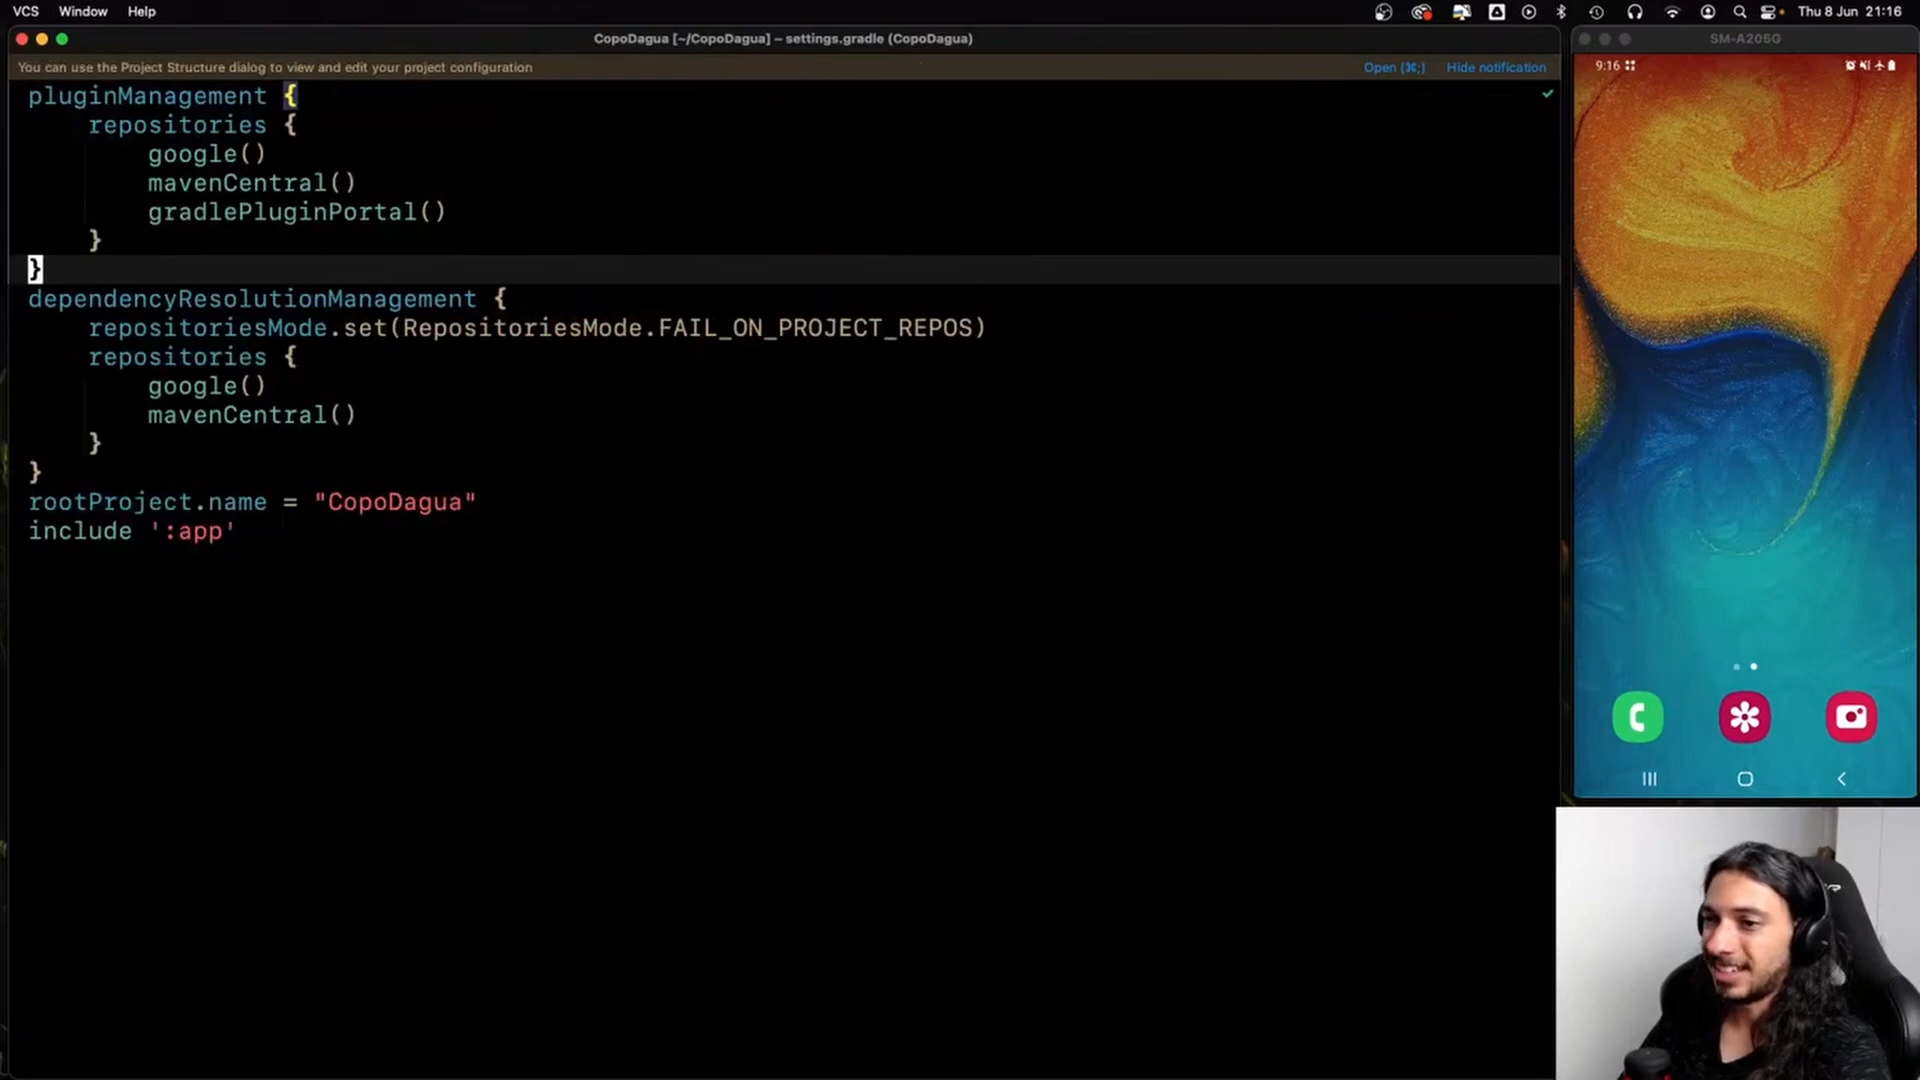 VCS Window Help Thu 8 Jun 21:16
CopoDagua [~/CopoDagua] – settings.gradle (CopoDagua)
SM-A205G
You can use the Project Structure dialog to view and edit your project configuration Open (⌘;) Hide notification
9:16
pluginManagement {
repositories {
google()
mavenCentral()
gradlePluginPortal()
}
}
dependencyResolutionManagement {
repositoriesMode.set(RepositoriesMode.FAIL_ON_PROJECT_REPOS)
repositories {
google()
mavenCentral()
}
}
rootProject.name = "CopoDagua"
include ':app'